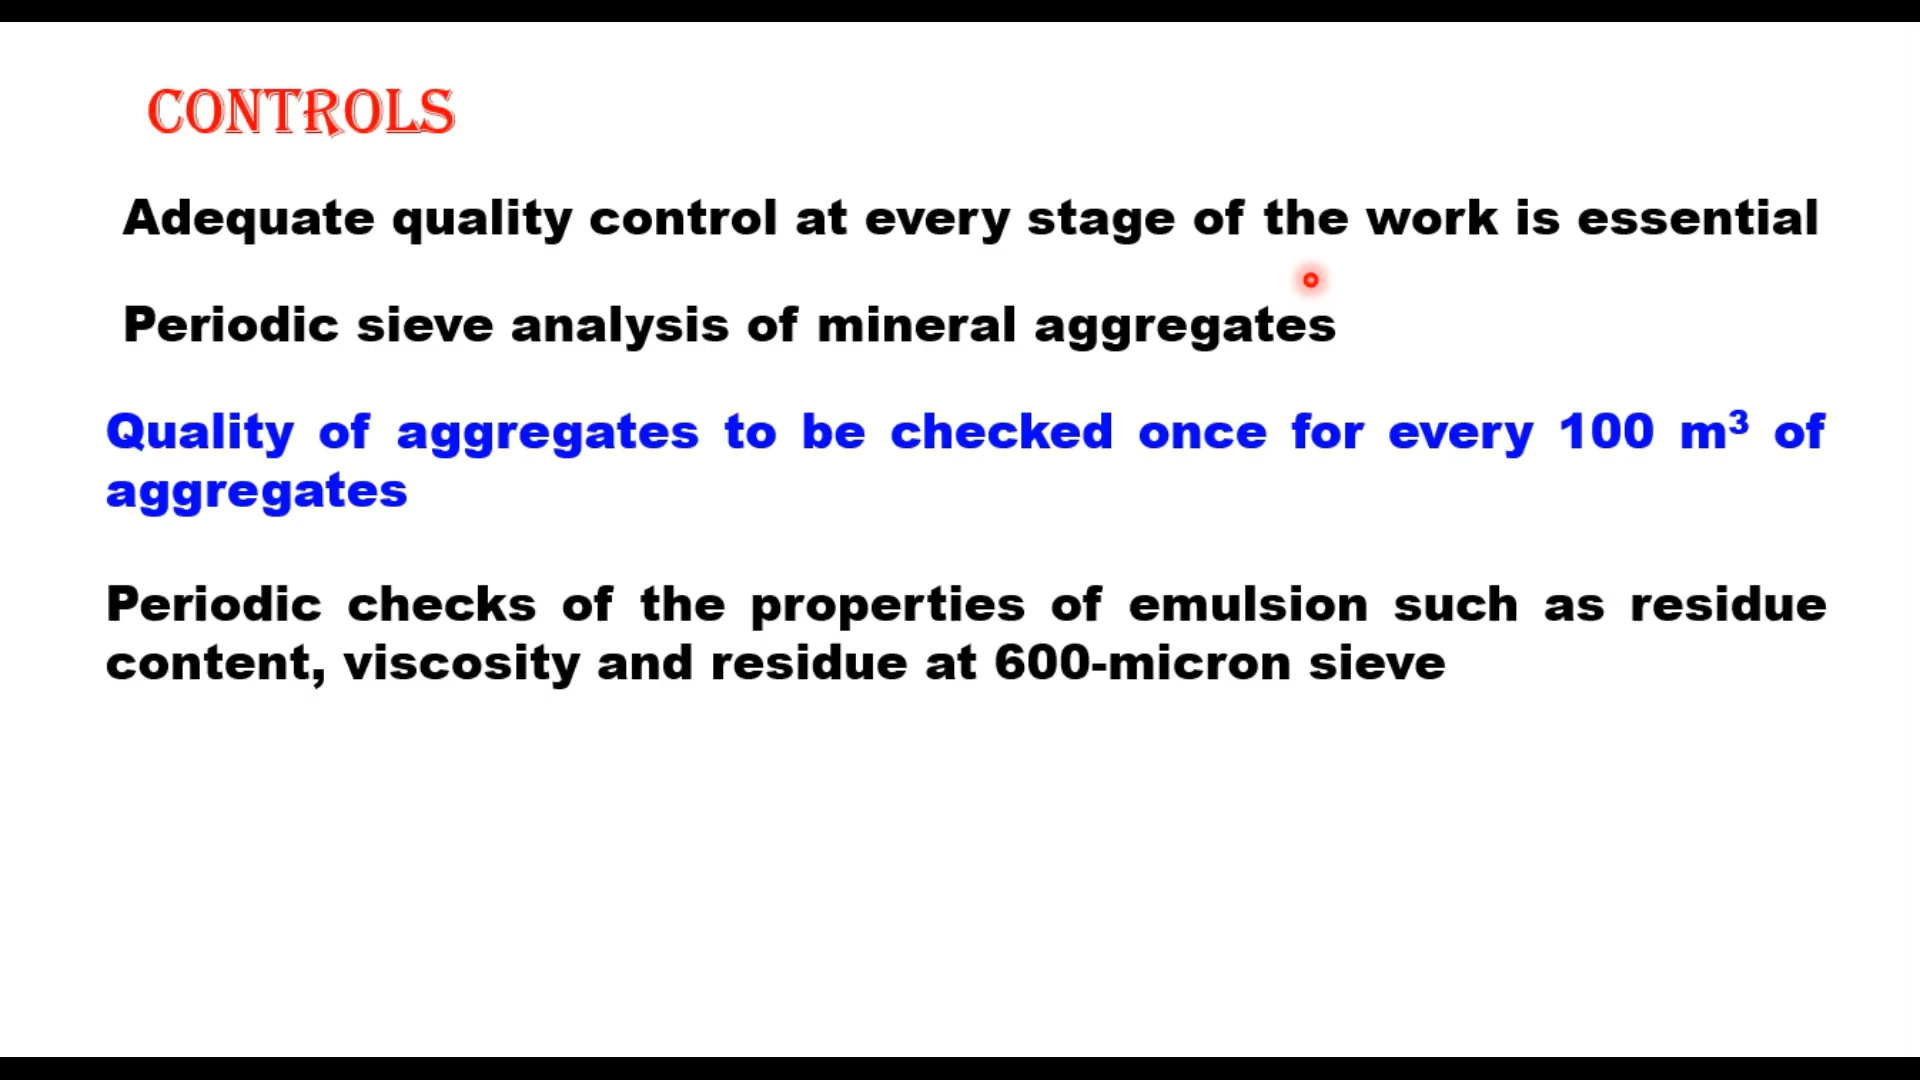 CONTROLS
Adequate quality control at every stage of the work is essential
Periodic sieve analysis of mineral aggregates
Quality of aggregates to be checked once for every 100 m³ of
aggregates
Periodic checks of the properties of emulsion such as residue
content, viscosity and residue at 600-micron sieve